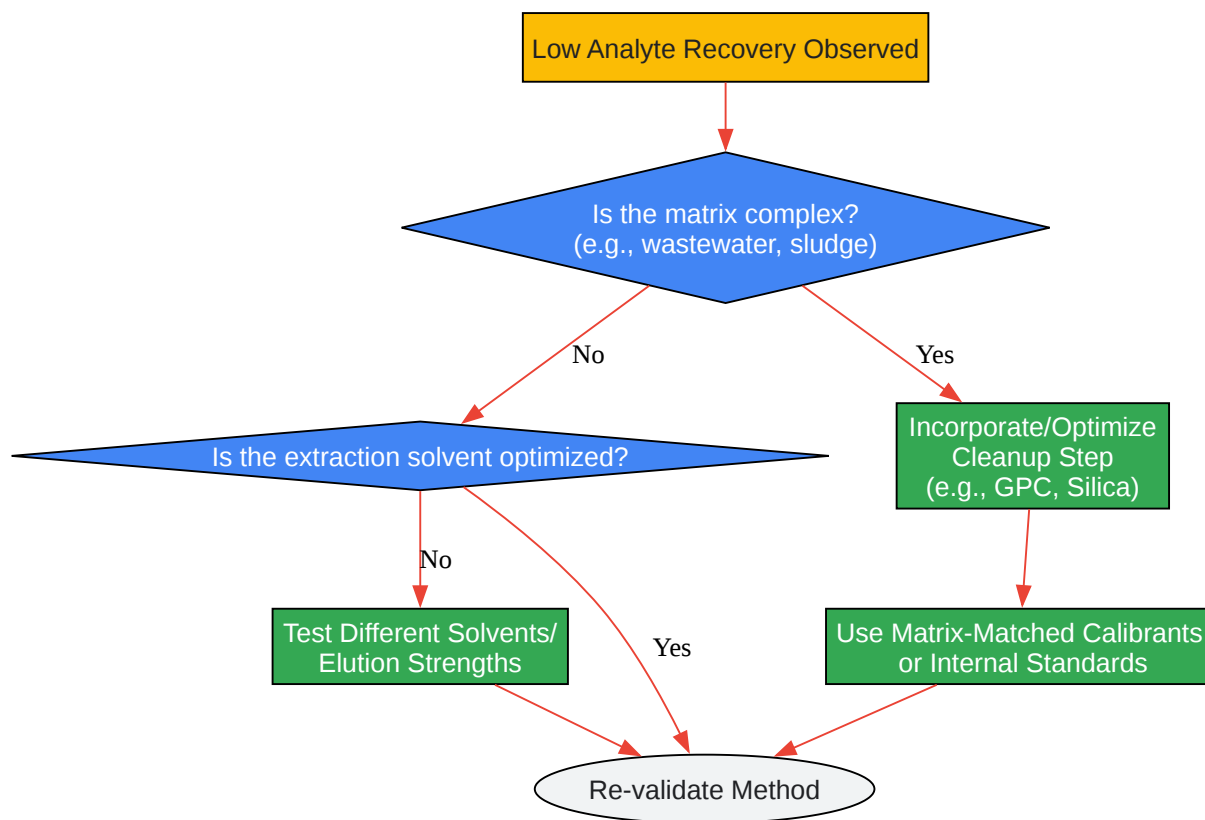 Low Analyte Recovery Observed
Is the matrix complex?
(e.g., wastewater, sludge)
No
Yes
Incorporate/Optimize
Cleanup Step
(e.g., GPC, Silica)
Is the extraction solvent optimized?
No
Test Different Solvents/
Elution Strengths
Yes
Use Matrix-Matched Calibrants
or Internal Standards
Re-validate Method